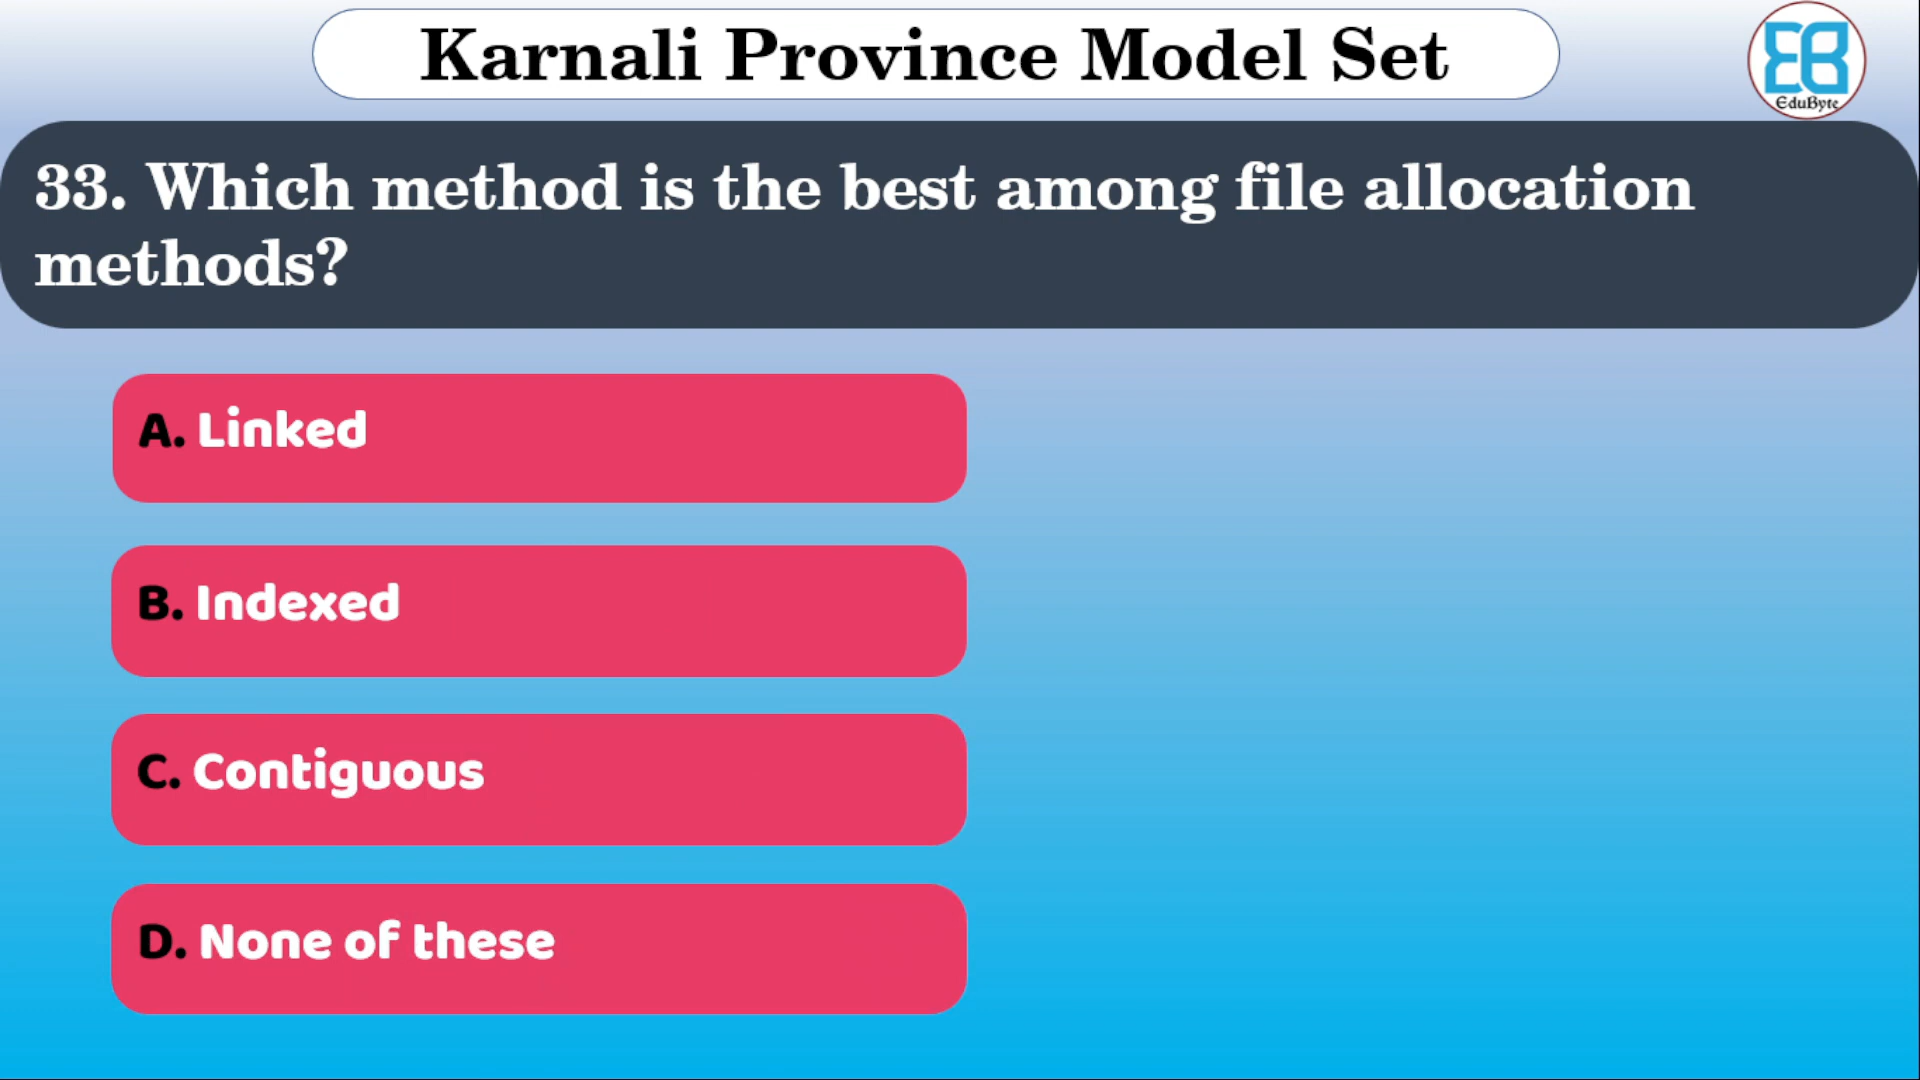 Karnali Province Model Set
EduByte
33. Which method is the best among file allocation
methods?
A. Linked
B. Indexed
C. Contiguous
D. None of these